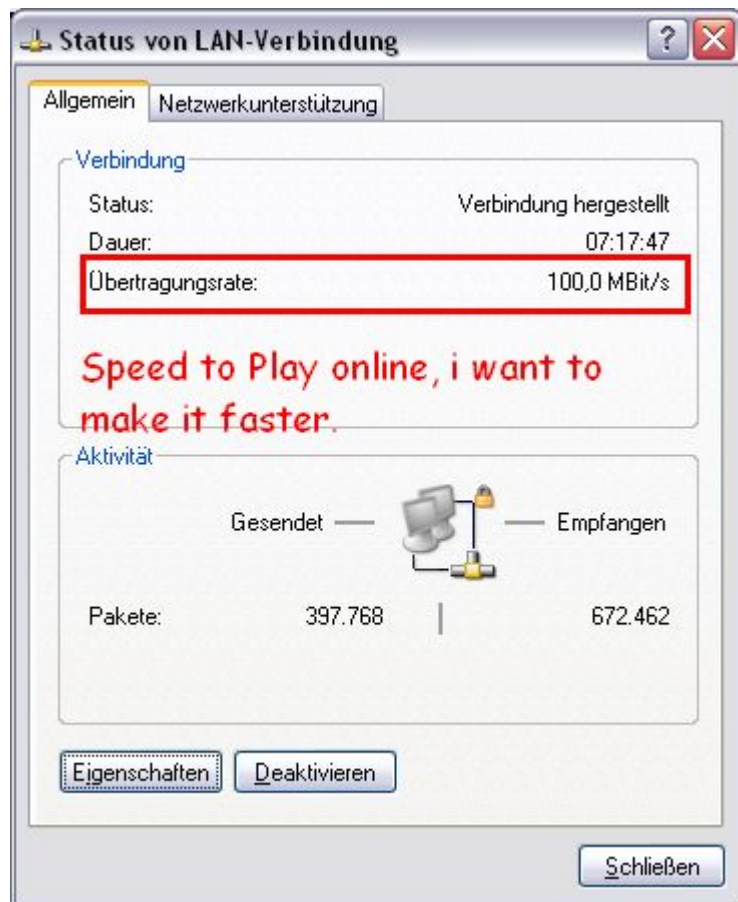 Status von LAN-Verbindung
Allgemein Netzwerkunterstützung
Verbindung
Status: Verbindung hergestellt
Dauer: 07:17:47
Übertragungsrate: 100,0 MBit/s
Speed to Play online, i want to
make it faster.
Aktivität
Gesendet Empfangen
Pakete: 397.768 672.462
Eigenschaften Deaktivieren
Schließen